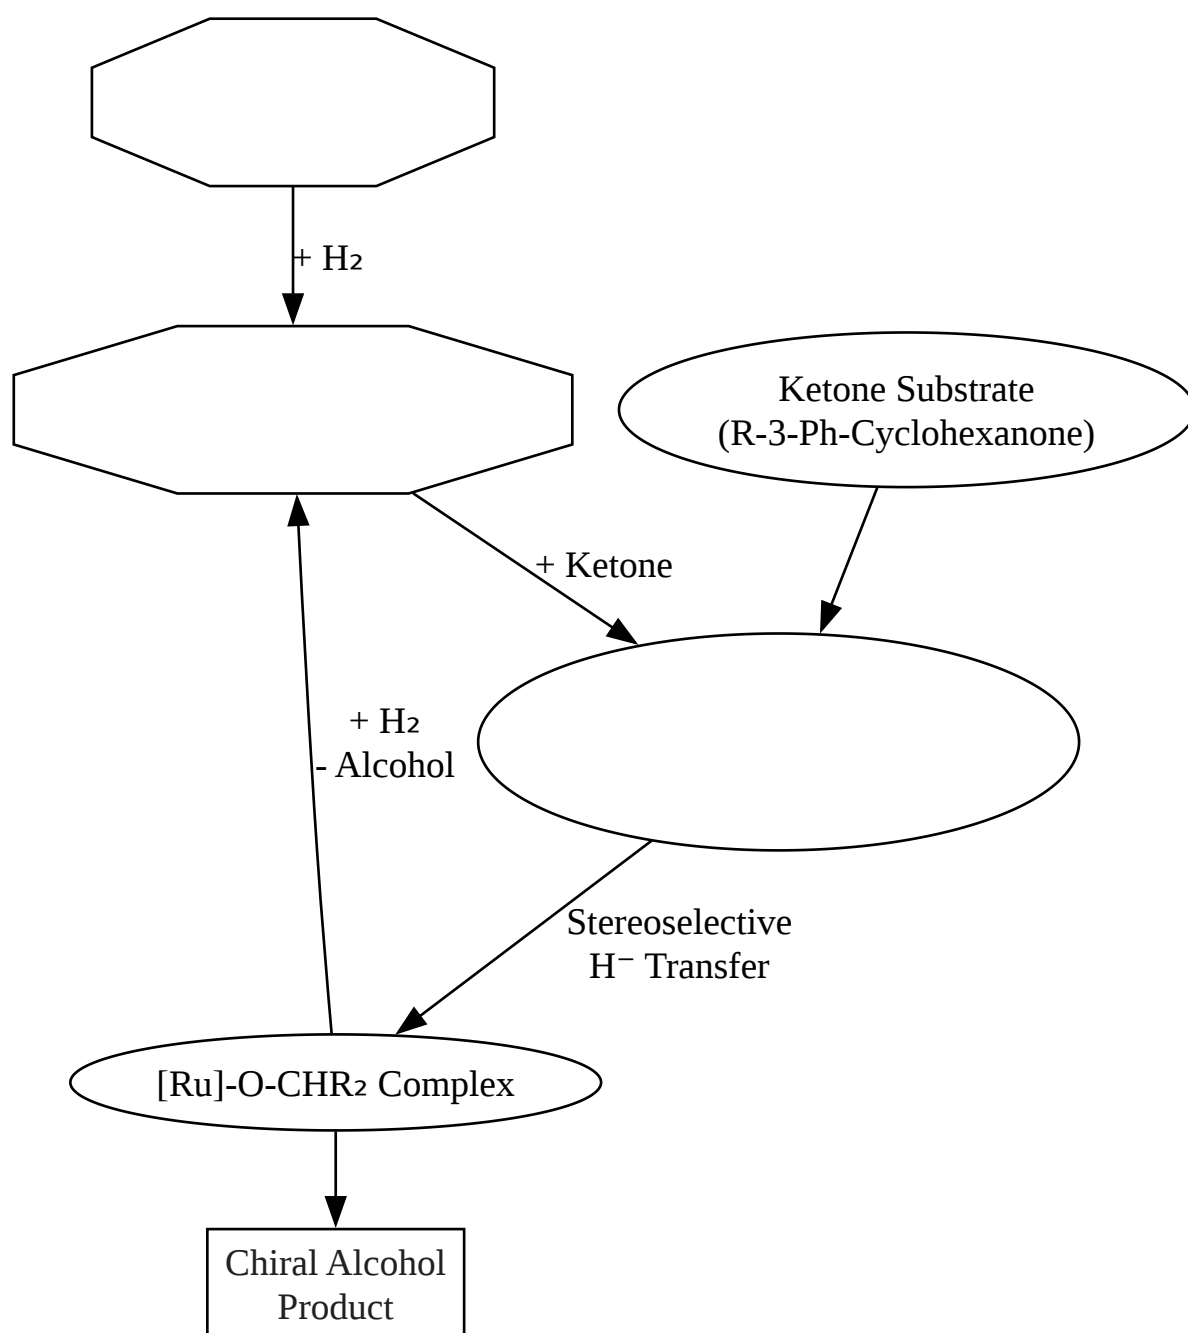 + H₂
Ketone Substrate
(R-3-Ph-Cyclohexanone)
+ Ketone
+ H₂
- Alcohol
Stereoselective
H⁻ Transfer
[Ru]-O-CHR₂ Complex
Chiral Alcohol
Product